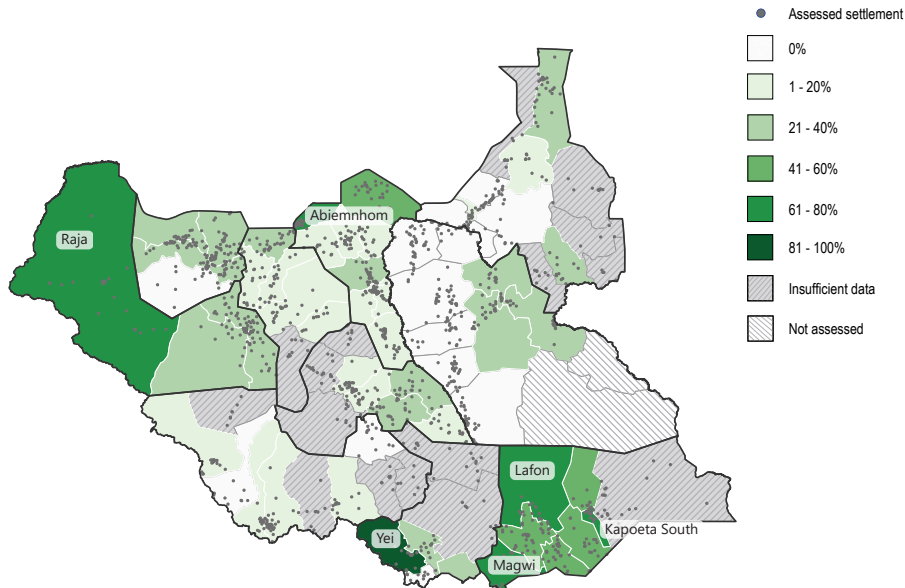 Assessed settlement
0%
1 - 20%
21 - 40%
41 - 60%
61 - 80%
81 - 100%
Insufficient data
Not assessed
Abiemnhom
Raja
Lafon
Kapoeta South
Yei
Magwi